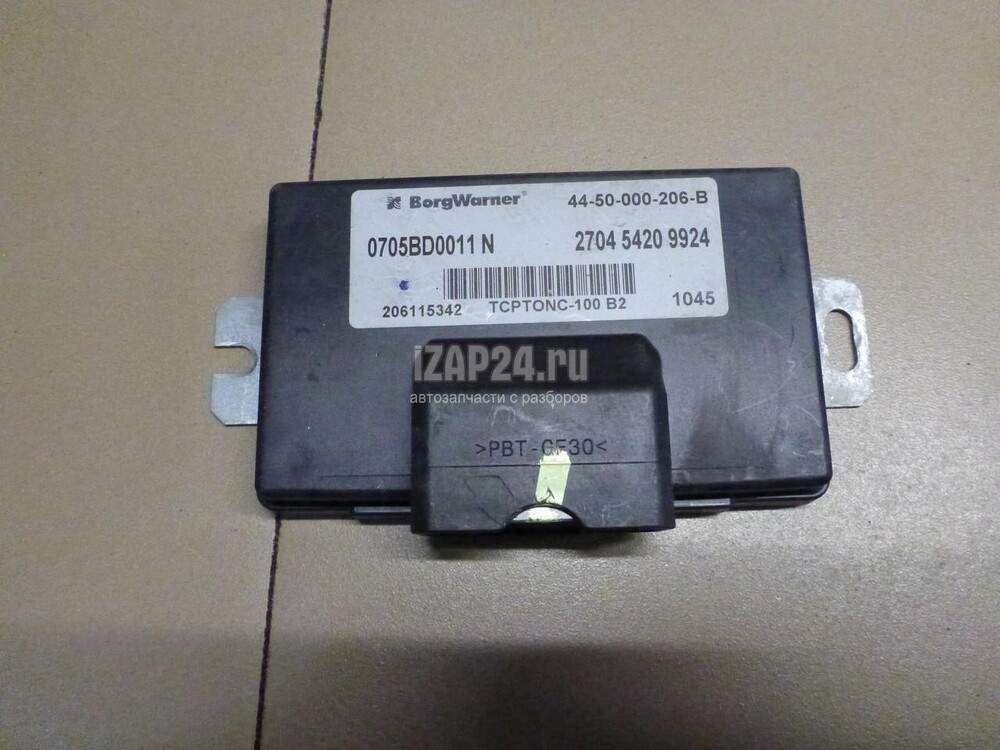 BorgWarner® 44-50-000-206-B
0705BD0011 N 2704 5420 9924
206115342 TCPTONC-100 B2 1045
iZAP24.ru
автозапчасти с разборов
>PBT-GF30<